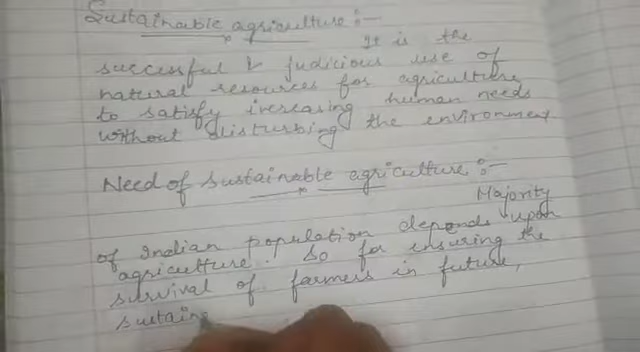 Sustainable agriculture :-
It is the
successful & judicious use of
natural resources for agriculture
to satisfy increasing human needs
without disturbing the environment
Need of sustainable agriculture :-
Majority
of Indian population depends upon
agriculture. So for ensuring the
survival of farmers in future,
sustain